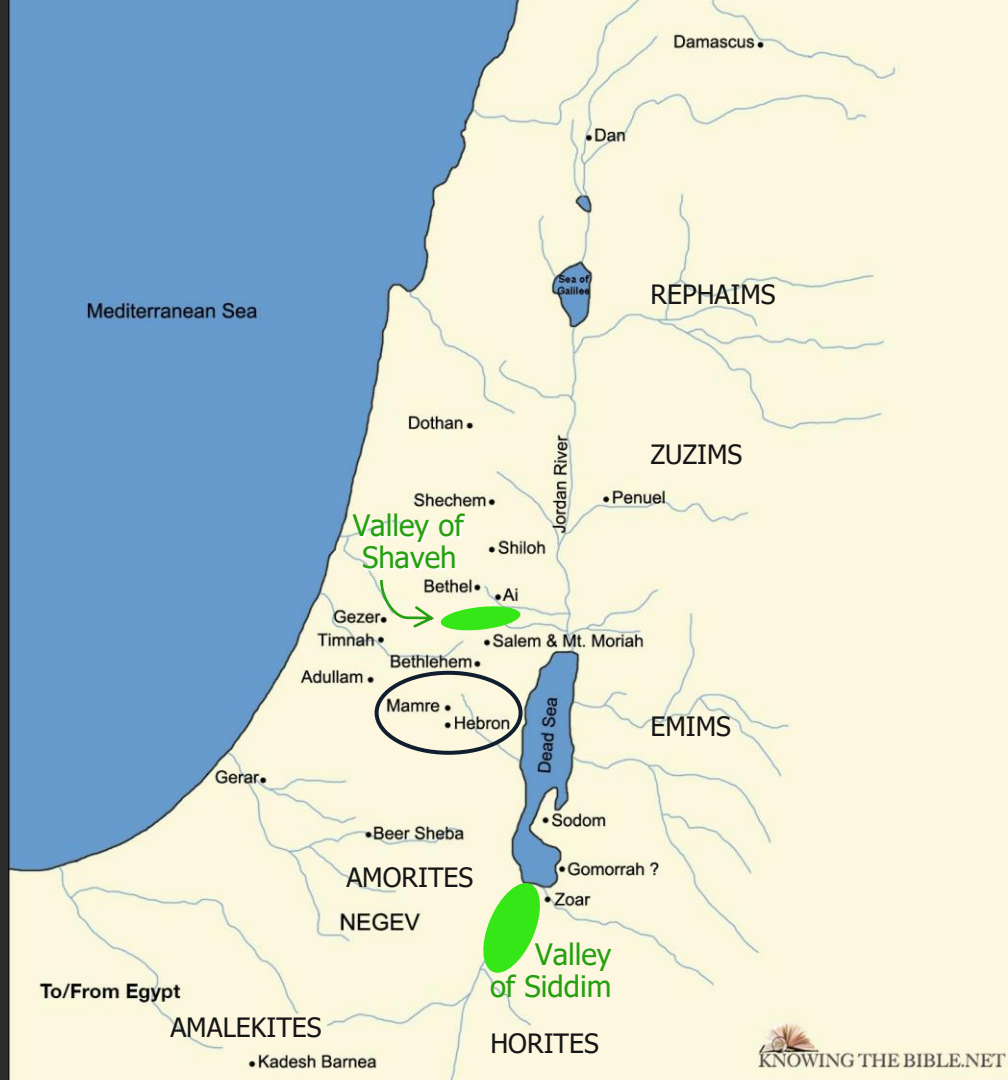 Damascus
Dan
Sea of
Galilee
REPHAIMS
Mediterranean Sea
Dothan
Jordan River
ZUZIMS
Penuel
Shechem
Valley of
Shaveh
Shiloh
Bethel
Ai
Gezer
Timnah
Salem & Mt. Moriah
Bethlehem
Adullam
Mamre
Hebron
Dead Sea
EMIMS
Gerar
Sodom
Beer Sheba
Gomorrah ?
AMORITES
Zoar
NEGEV
Valley
of Siddim
To/From Egypt
AMALEKITES
HORITES
Kadesh Barnea
KNOWING THE BIBLE.NET